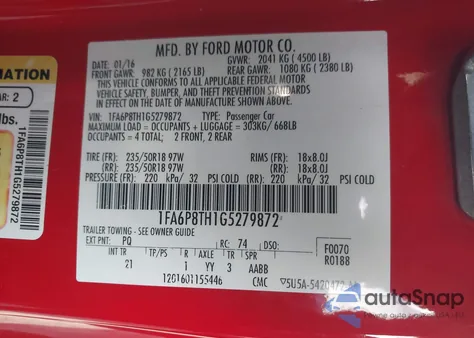 MFD. BY FORD MOTOR CO.
DATE: 01/16 GVWR: 2041 KG ( 4500 LB)
FRONT GAWR: 982 KG ( 2165 LB) REAR GAWR: 1080 KG ( 2380 LB)
THIS VEHICLE CONFORMS TO ALL APPLICABLE FEDERAL MOTOR
VEHICLE SAFETY, BUMPER, AND THEFT PREVENTION STANDARDS
IN EFFECT ON THE DATE OF MANUFACTURE SHOWN ABOVE.
VIN: 1FA6P8TH1G5279872 TYPE: Passenger Car
MAXIMUM LOAD = OCCUPANTS + LUGGAGE = 303KG/ 668LB
OCCUPANTS = 4 TOTAL: 2 FRONT, 2 REAR
TIRE (FR): 235/50R18 97W RIMS (FR): 18x8.0J
(RR): 235/50R18 97W (RR): 18x8.0J
PRESSURE (FR): 220 kPa/ 32 PSI COLD (RR): 220 kPa/ 32 PSI COLD
1FA6P8TH1G5279872
TRAILER TOWING - SEE OWNER GUIDE
EXT PNT: PQ RC: 74 F0070
INT TR TP/PS R AXLE TR SPR R0188
21 1 YY 3 AABB
120160115446 CMC
MATION
AR: 2
lbs.
1FA6P8TH1G5279872
autoSnap